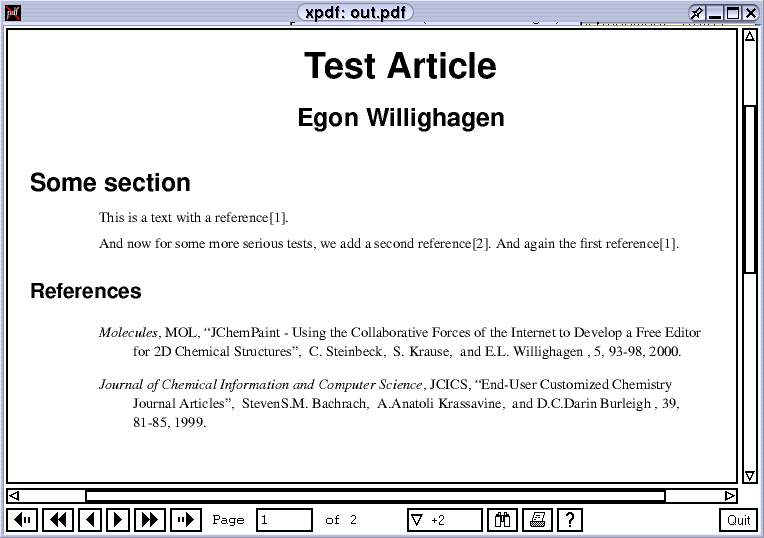 xpdf: out.pdf
Test Article
Egon Willighagen
Some section
This is a text with a reference[1].
And now for some more serious tests, we add a second reference[2]. And again the first reference[1].
References
Molecules, MOL, “JChemPaint - Using the Collaborative Forces of the Internet to Develop a Free Editor
for 2D Chemical Structures”, C. Steinbeck, S. Krause, and E.L. Willighagen , 5, 93-98, 2000.
Journal of Chemical Information and Computer Science, JCICS, “End-User Customized Chemistry
Journal Articles”, StevenS.M. Bachrach, A.Anatoli Krassavine, and D.C.Darin Burleigh , 39,
81-85, 1999.
Page 1 of 2 +2 ? Quit